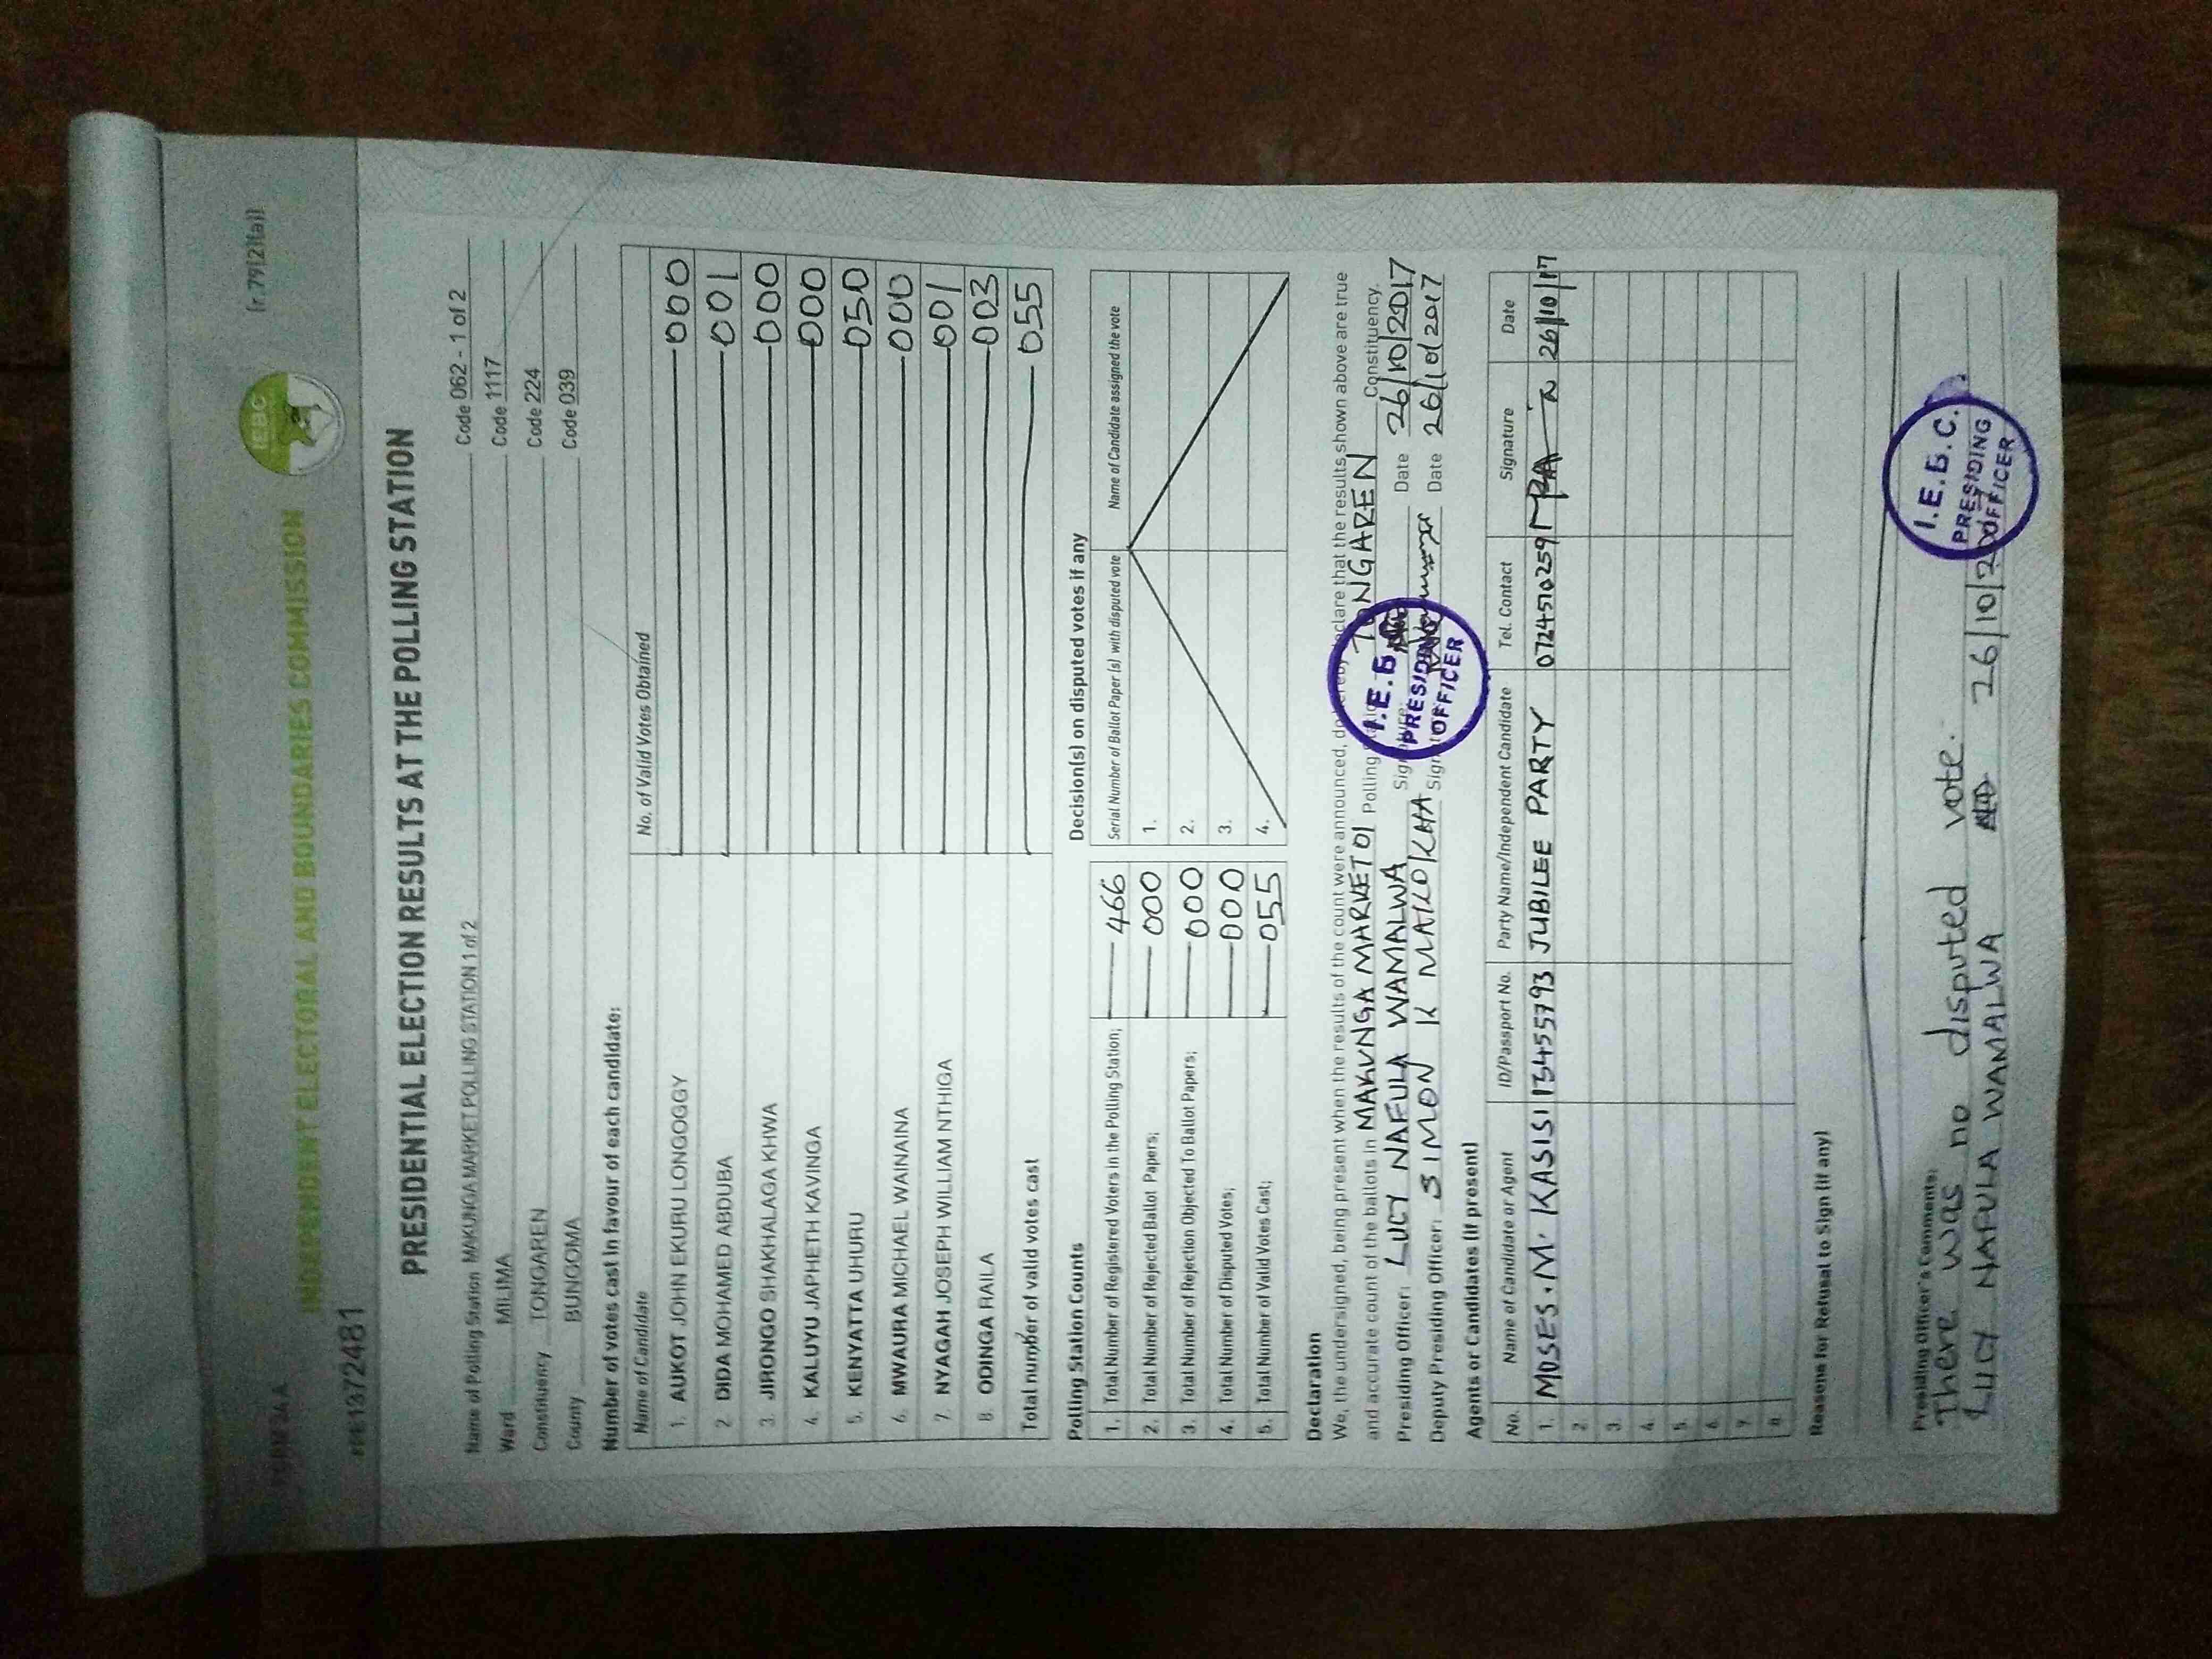 FORM 34A (r. 79(2)(a))
1372481
IEBC
INDEPENDENT ELECTORAL AND BOUNDARIES COMMISSION
PRESIDENTIAL ELECTION RESULTS AT THE POLLING STATION
Name of Polling Station MAKUNGA MARKET POLLING STATION 1 of 2 Code 062 - 1 of 2
Ward MILIMA Code 1117
Constituency TONGAREN Code 224
County BUNGOMA Code 039
Number of votes cast in favour of each candidate:
Name of Candidate No. of Valid Votes Obtained
1. AUKOT JOHN EKURU LONGOGGY 000
2 DIDA MOHAMED ABDUBA 001
3. JIRONGO SHAKHALAGA KHWA 000
4. KALUYU JAPHETH KAVINGA 000
5. KENYATTA UHURU 050
6. MWAURA MICHAEL WAINAINA 000
7. NYAGAH JOSEPH WILLIAM NTHIGA 001
8 ODINGA RAILA 003
Total number of valid votes cast 055
Polling Station Counts
1. Total Number of Registered Voters in the Polling Station; 466
2. Total Number of Rejected Ballot Papers; 000
3. Total Number of Rejection Objected To Ballot Papers; 000
4. Total Number of Disputed Votes; 000
5. Total Number of Valid Votes Cast; 055
Decision(s) on disputed votes if any
Serial Number of Ballot Paper (s) with disputed vote Name of Candidate assigned the vote
1.
2.
3.
4.
Declaration
We, the undersigned, being present when the results of the count were announced, do hereby declare that the results shown above are true
and accurate count of the ballots in MAKUNGA MARKET 01 Polling TONGAREN Constituency.
Presiding Officer: LUCY NAFULA WAMALWA Date 26/10/2017
Deputy Presiding Officer: SIMON K MAKOKHA Date 26/10/2017
I.E.B.
PRESIDING
OFFICER
Agents or Candidates (if present)
No. Name of Candidate or Agent ID/Passport No. Party Name/Independent Candidate Tel. Contact Signature Date
1. MOSES.M. KASISI 13455793 JUBILEE PARTY 0724570259 26/10/17
2.
3.
4.
5.
6.
7.
8.
Reasons for Refusal to Sign (if any)
Presiding Officer's Comments:
There was no disputed vote.
LUCY NAFULA WAMALWA 26/10/
I.E.B.C.
PRESIDING
OFFICER